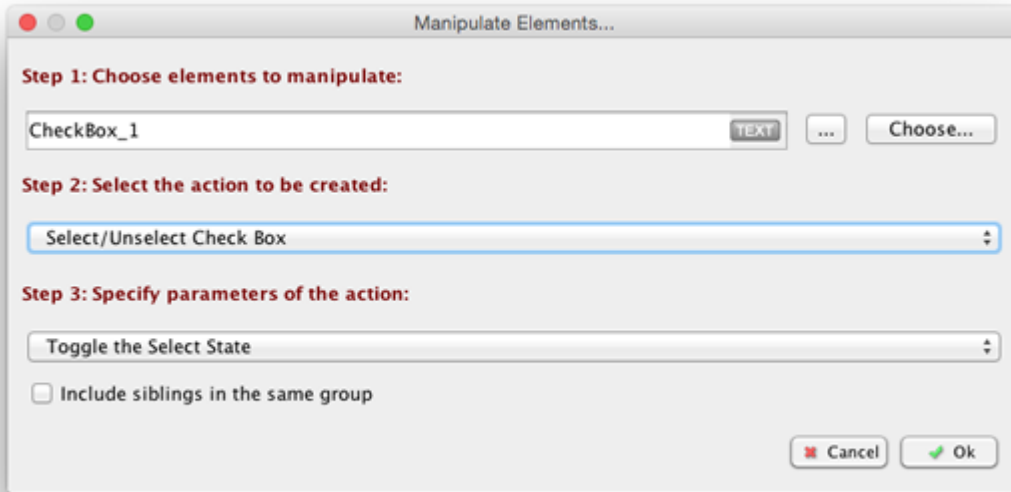 Manipulate Elements...
Step 1: Choose elements to manipulate:
CheckBox_1 TEXT ... Choose...
Step 2: Select the action to be created:
Select/Unselect Check Box
Step 3: Specify parameters of the action:
Toggle the Select State
Include siblings in the same group
Cancel Ok